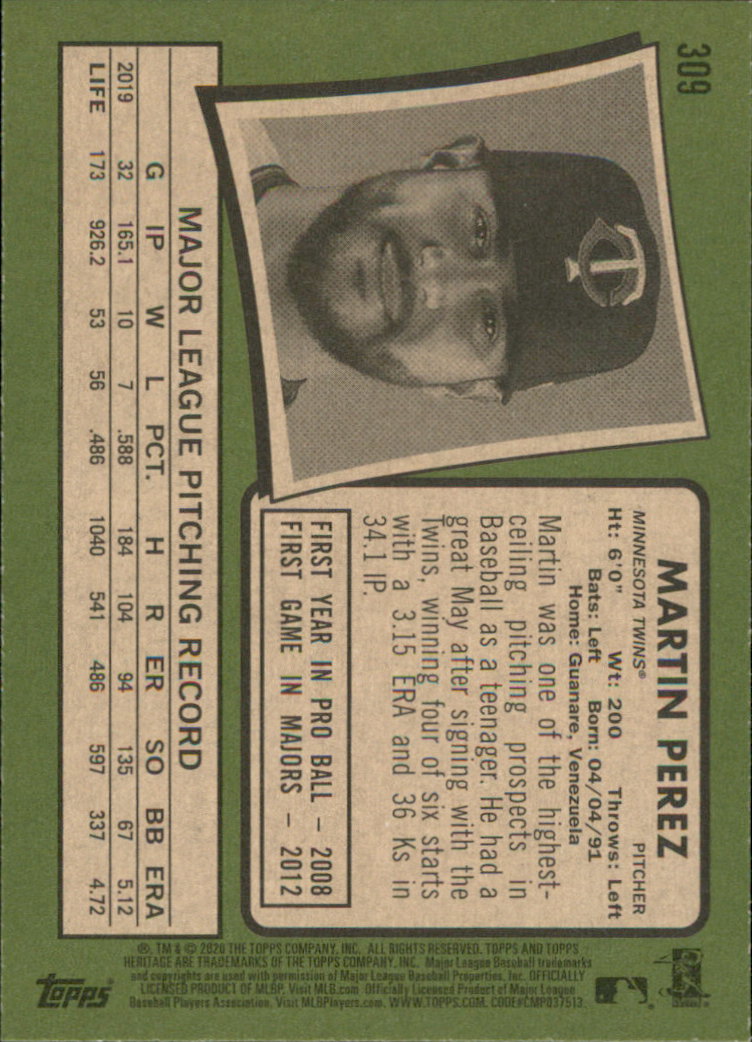 309
MARTIN PEREZ
MINNESOTA TWINS® PITCHER
Ht: 6'0" Wt: 200 Throws: Left
Bats: Left Born: 04/04/91
Home: Guanare, Venezuela
Martin was one of the highest-
ceiling pitching prospects in
Baseball as a teenager. He had a
great May after signing with the
Twins, winning four of six starts
with a 3.15 ERA and 36 Ks in
34.1 IP.
FIRST YEAR IN PRO BALL – 2008
FIRST GAME IN MAJORS – 2012
TC
MAJOR LEAGUE PITCHING RECORD
G IP W L PCT. H R ER SO BB ERA
2019 32 165.1 10 7 .588 184 104 94 135 67 5.12
LIFE 173 926.2 53 56 .486 1040 541 486 597 337 4.72
®, TM & © 2020 THE TOPPS COMPANY, INC. ALL RIGHTS RESERVED. TOPPS AND TOPPS
HERITAGE ARE TRADEMARKS OF THE TOPPS COMPANY, INC. Major League Baseball trademarks
and copyrights are used with permission of Major League Baseball Properties, Inc. OFFICIALLY
LICENSED PRODUCT OF MLBP. Visit MLB.com Officially Licensed Product of Major League
Baseball Players Association. Visit MLBPlayers.com. WWW.TOPPS.COM. CODE#CMP037513.
topps